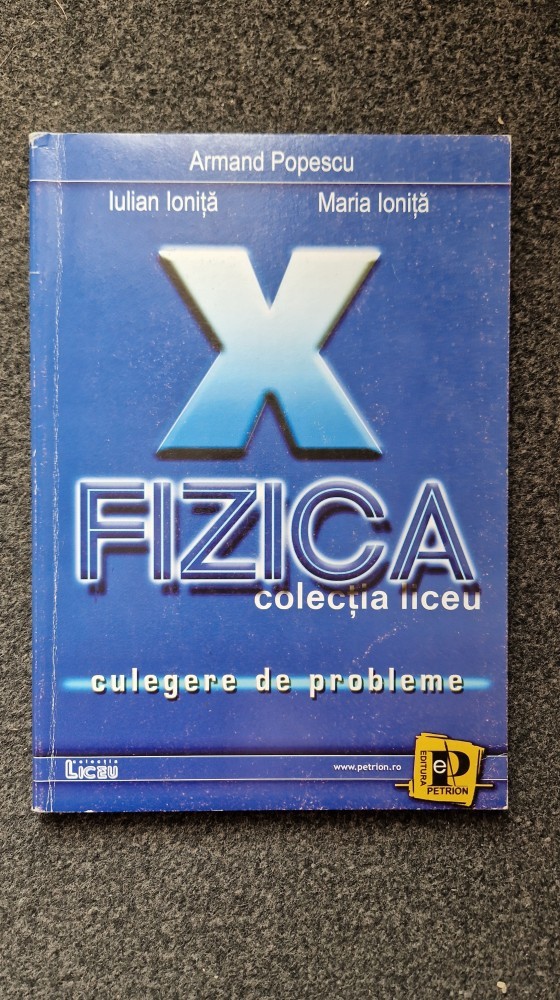 Armand Popescu
Iulian Ioniță Maria Ioniță
X
FIZICA
colecția liceu
culegere de probleme
colecția
LICEU
www.petrion.ro
EDITURA
eP
PETRION